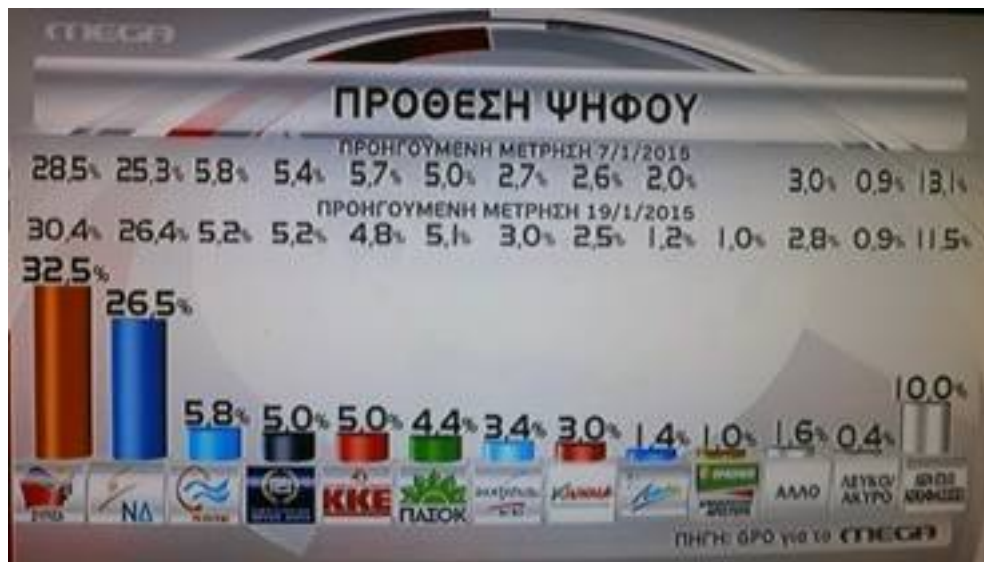 MEGA
ΠΡΟΘΕΣΗ ΨΗΦΟΥ
ΠΡΟΗΓΟΥΜΕΝΗ ΜΕΤΡΗΣΗ 7/1/2015
28,5% 25,3% 5,8% 5,4% 5,7% 5,0% 2,7% 2,6% 2,0% 3,0% 0,9% 13,1%
ΠΡΟΗΓΟΥΜΕΝΗ ΜΕΤΡΗΣΗ 19/1/2015
30,4% 26,4% 5,2% 5,2% 4,8% 5,1% 3,0% 2,5% 1,2% 1,0% 2,8% 0,9% 11,5%
32,5% 26,5% 5,8% 5,0% 5,0% 4,4% 3,4% 3,0% 1,4% 1,0% 1,6% 0,4% 10,0%
ΝΔ ΚΚΕ ΠΑΣΟΚ ΑΛΛΟ ΛΕΥΚΟ/ ΑΚΥΡΟ
ΠΗΓΗ: GPO για το MEGA